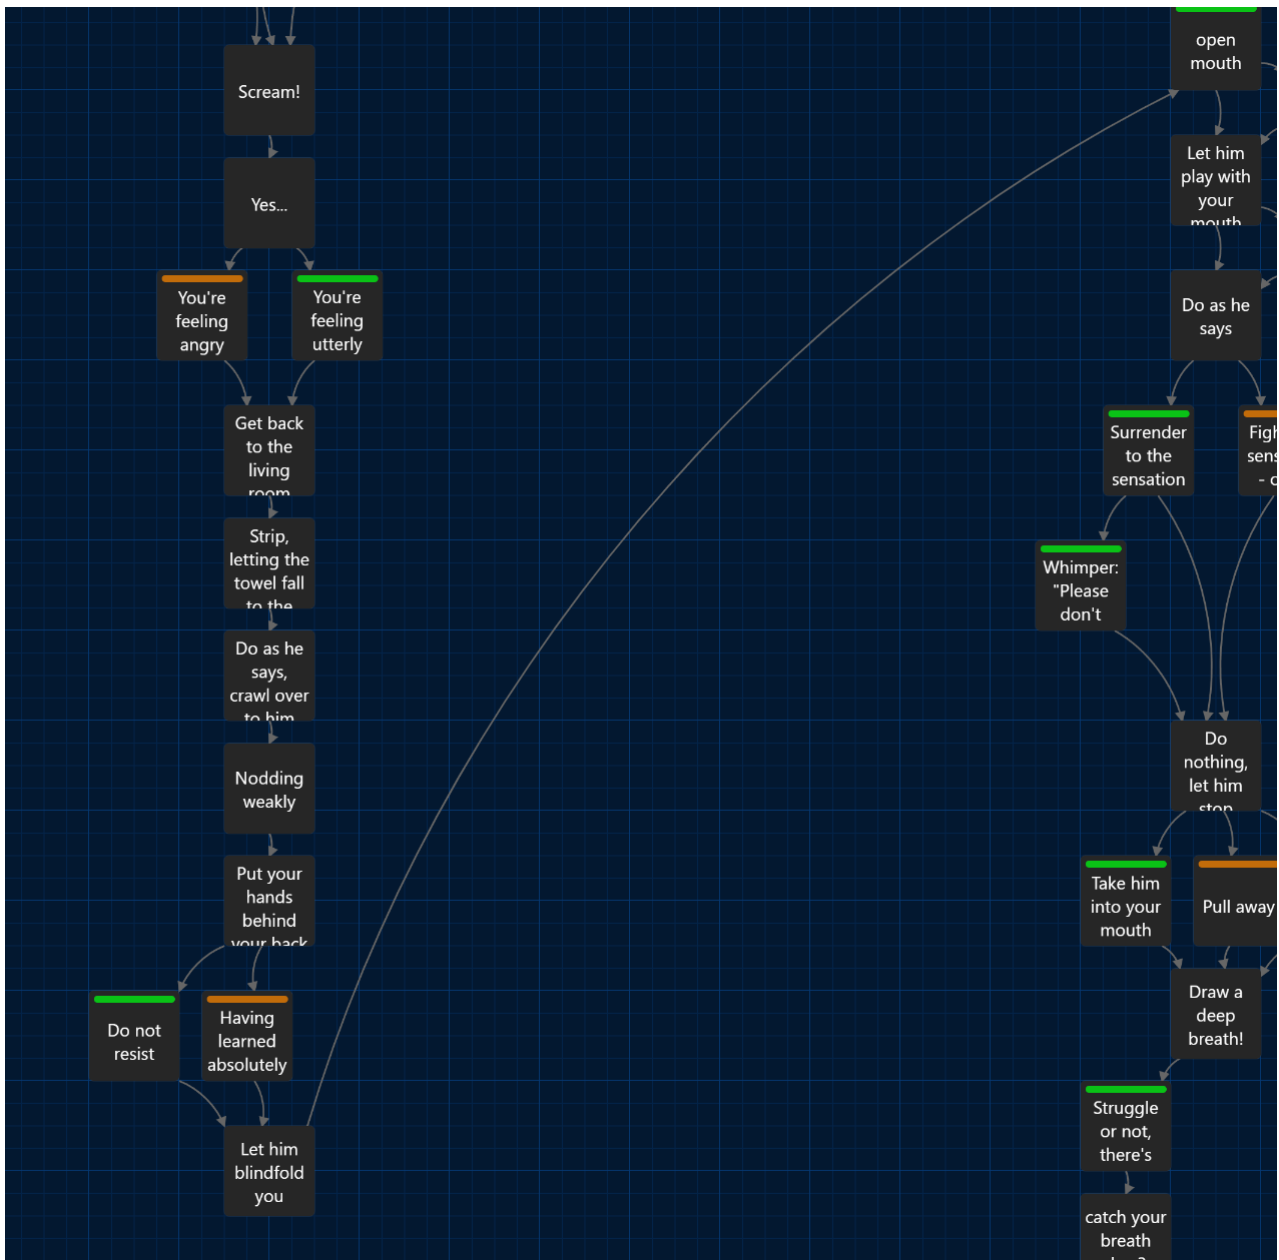 Scream!
Yes...
You're
feeling
angry
You're
feeling
utterly
Get back
to the
living
room
Strip,
letting the
towel fall
to the
Do as he
says,
crawl over
to him
Nodding
weakly
Put your
hands
behind
your back
Do not
resist
Having
learned
absolutely
Let him
blindfold
you
open
mouth
Let him
play with
your
mouth
Do as he
says
Surrender
to the
sensation
Whimper:
"Please
don't
Do
nothing,
let him
stop
Take him
into your
mouth
Pull away
Draw a
deep
breath!
Struggle
or not,
there's
catch your
breath